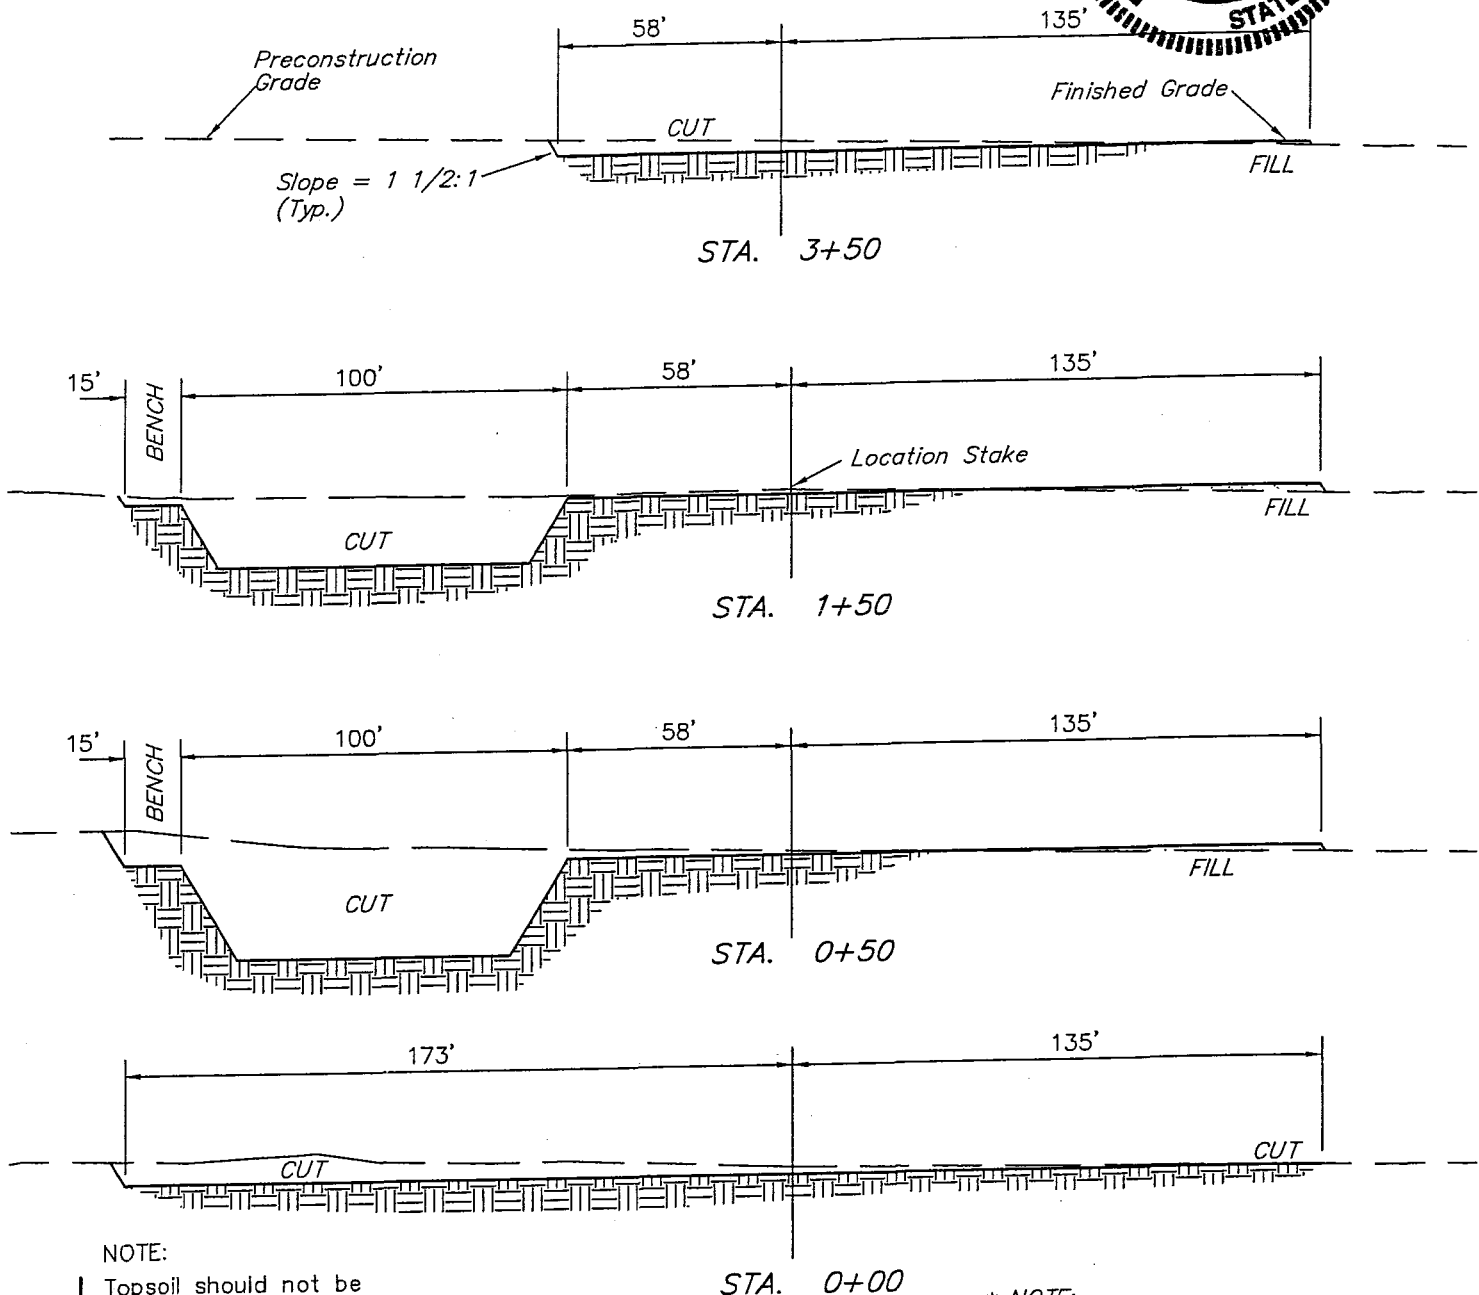 STATE
58' 135'
Preconstruction
Grade
Finished Grade
CUT
FILL
Slope = 1 1/2:1
(Typ.)
STA. 3+50
15' BENCH 100' 58' 135'
Location Stake
CUT
FILL
STA. 1+50
15' BENCH 100' 58' 135'
CUT
FILL
STA. 0+50
173' 135'
CUT
CUT
NOTE:
Topsoil should not be
STA. 0+00
* NOTE: